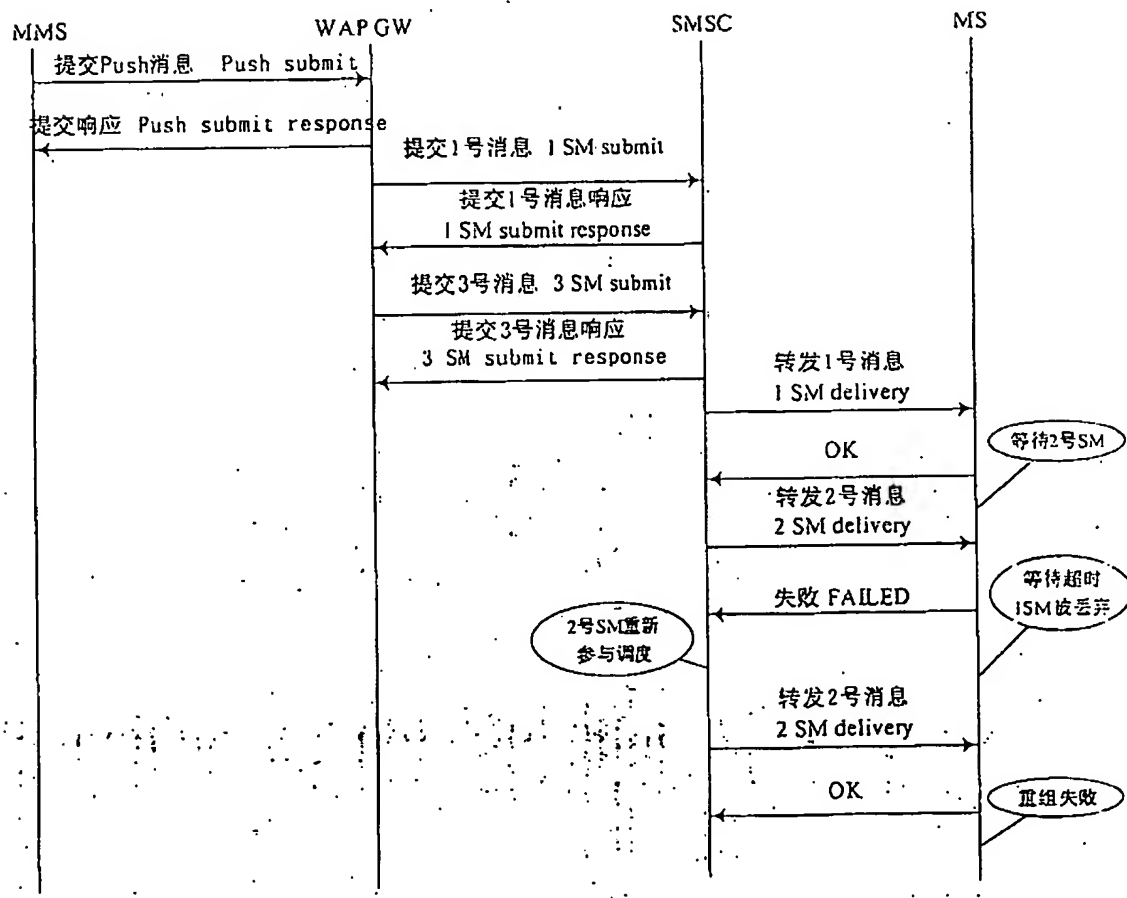 MMS
WAP GW
SMSC
MS
提交Push消息 Push submit
提交响应 Push submit response
提交1号消息 1 SM submit
提交1号消息响应
1 SM submit response
提交3号消息 3 SM submit
提交3号消息响应
3 SM submit response
转发1号消息
1 SM delivery
等待2号SM
OK
转发2号消息
2 SM delivery
等待超时
1SM被丢弃
失败 FAILED
2号SM重新
参与调度
转发2号消息
2 SM delivery
OK
重组失败